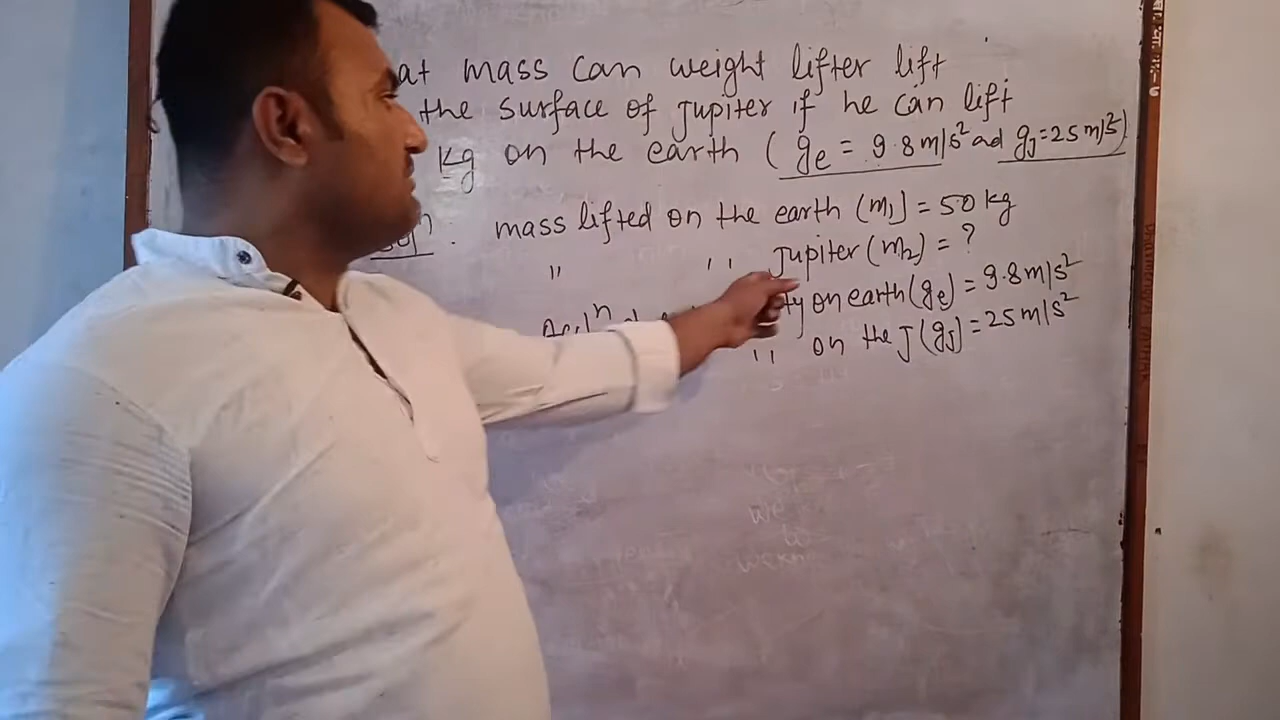 at mass can weight lifter lift
the surface of Jupiter if he can lift
kg on the earth ( ge = 9.8 m/s² ad gJ = 25 m/s²)
: mass lifted on the earth (m1) = 50 kg
" " Jupiter (m2) = ?
ty on earth (ge) = 9.8 m/s²
" on the J (gJ) = 25 m/s²